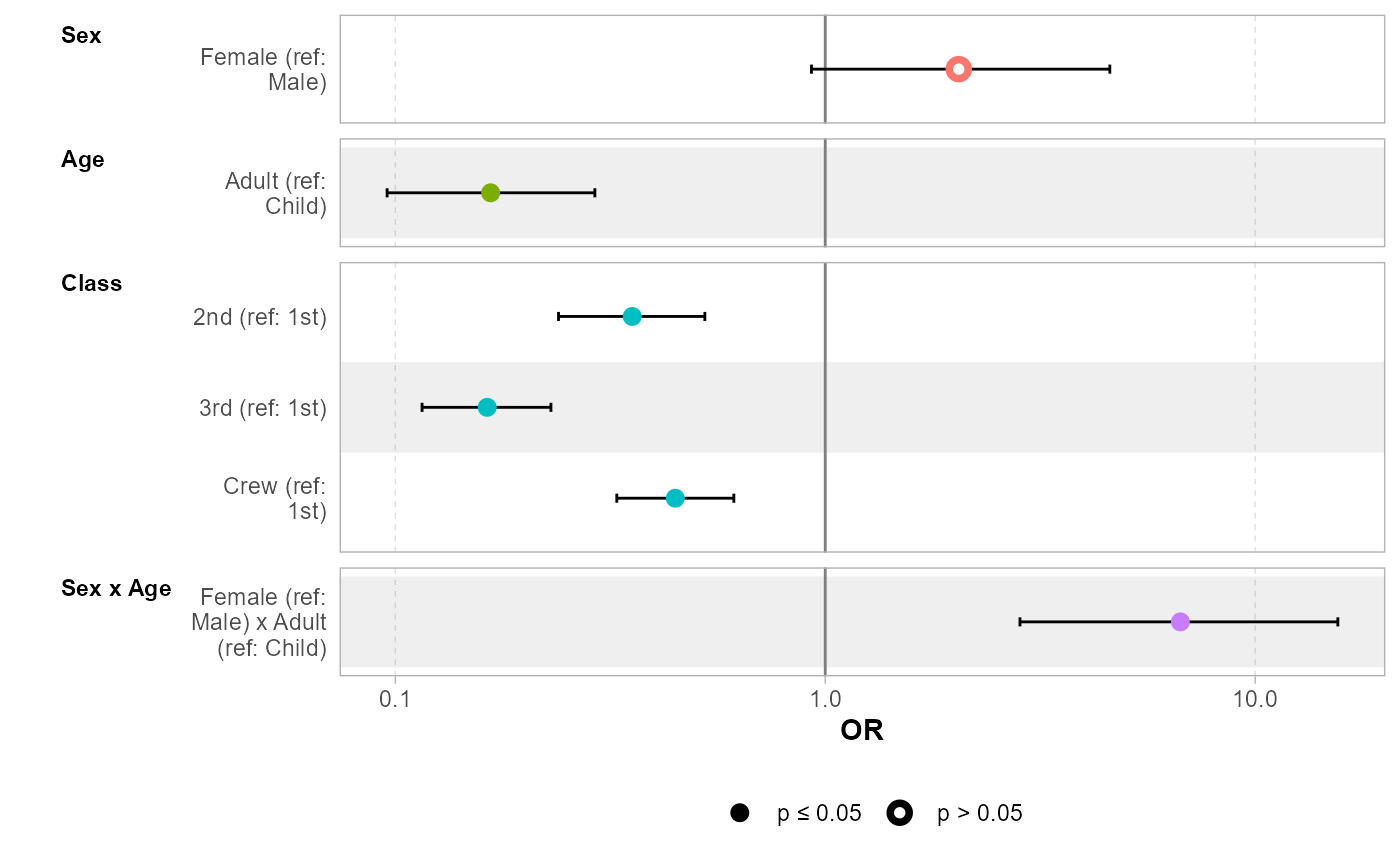 Sex
Female (ref:
Male)
Age
Adult (ref:
Child)
Class
2nd (ref: 1st)
3rd (ref: 1st)
Crew (ref:
1st)
Sex x Age
Female (ref:
Male) x Adult
(ref: Child)
0.1 1.0 10.0
OR
p ≤ 0.05 p > 0.05